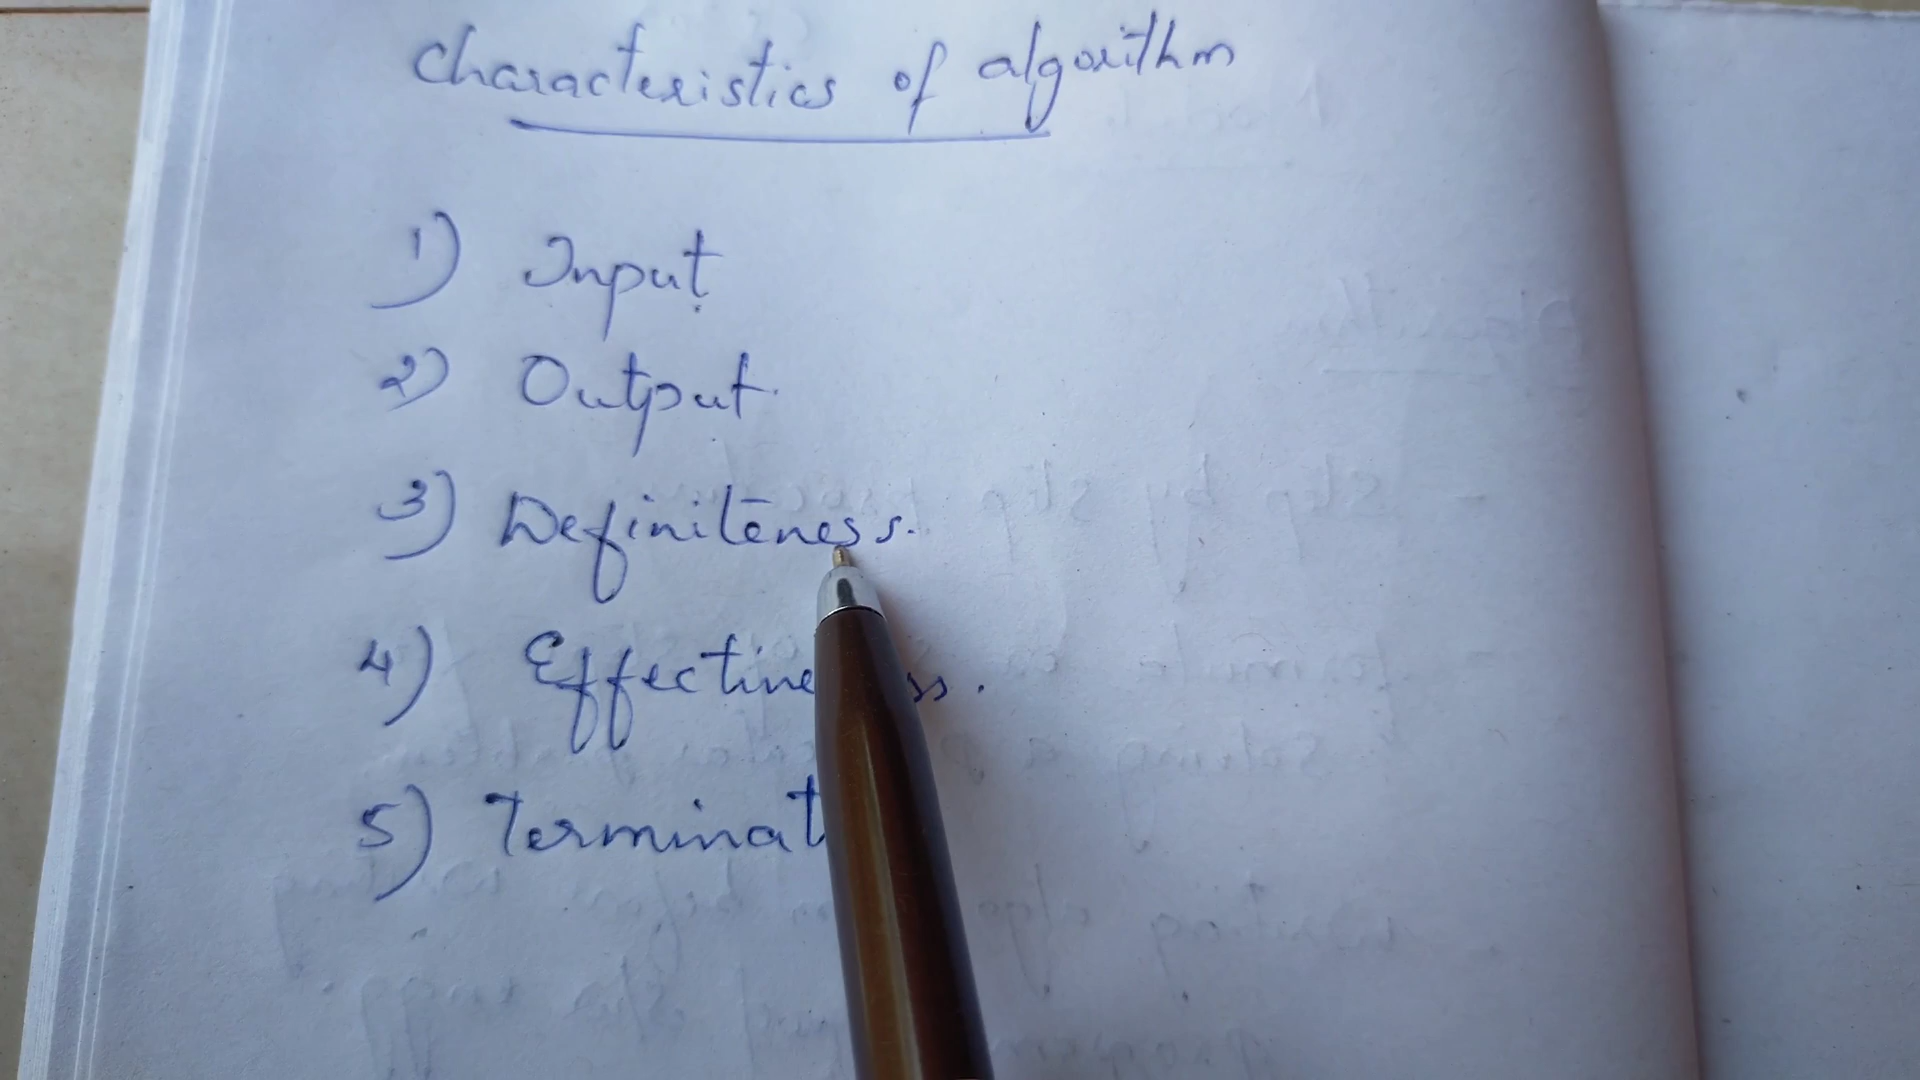 characteristics of algorithm
1) Input
2) Output.
3) Definiteness.
4) Effectiveness.
5) Terminat